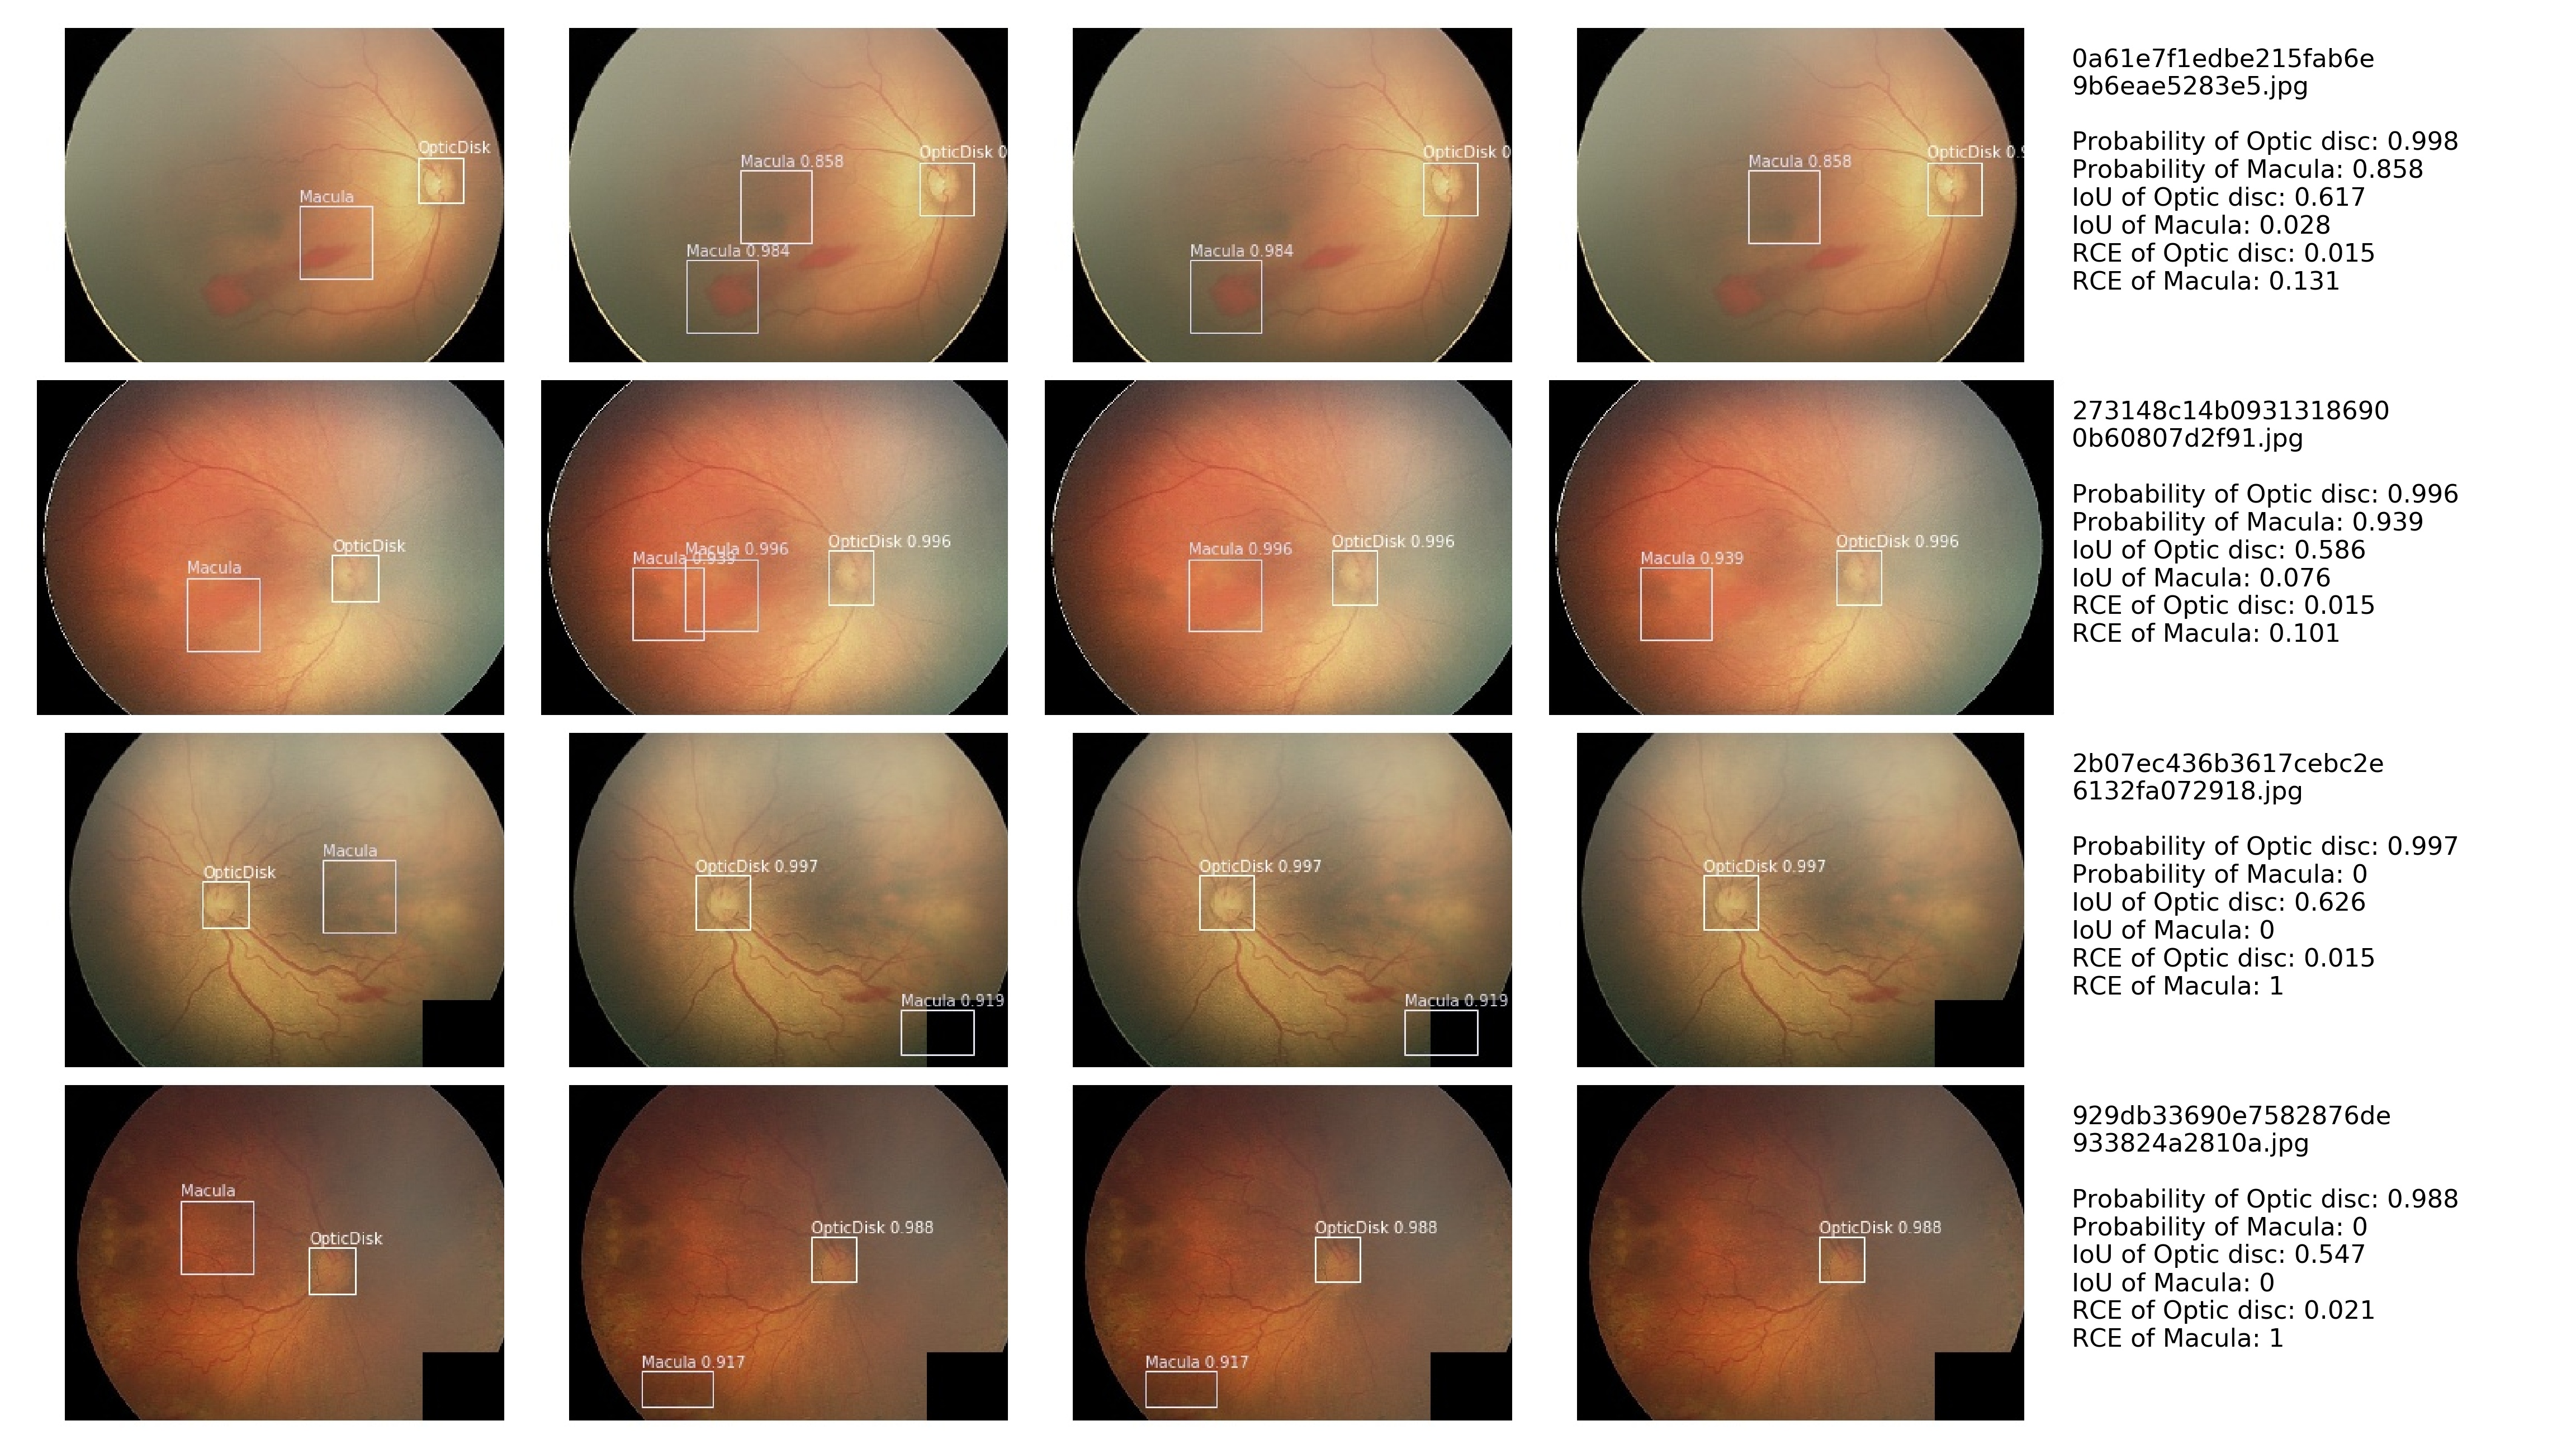 OpticDisk
Macula
Macula 0.858
OpticDisk 0
Macula 0.984
OpticDisk 0
Macula 0.984
Macula 0.858
OpticDisk 0.9
0a61e7f1edbe215fab6e
9b6eae5283e5.jpg
Probability of Optic disc: 0.998
Probability of Macula: 0.858
IoU of Optic disc: 0.617
IoU of Macula: 0.028
RCE of Optic disc: 0.015
RCE of Macula: 0.131
OpticDisk
Macula
Macula 0.939
Macula 0.996
OpticDisk 0.996
Macula 0.996
OpticDisk 0.996
Macula 0.939
OpticDisk 0.996
273148c14b0931318690
0b60807d2f91.jpg
Probability of Optic disc: 0.996
Probability of Macula: 0.939
IoU of Optic disc: 0.586
IoU of Macula: 0.076
RCE of Optic disc: 0.015
RCE of Macula: 0.101
OpticDisk
Macula
OpticDisk 0.997
Macula 0.919
OpticDisk 0.997
Macula 0.919
OpticDisk 0.997
2b07ec436b3617cebc2e
6132fa072918.jpg
Probability of Optic disc: 0.997
Probability of Macula: 0
IoU of Optic disc: 0.626
IoU of Macula: 0
RCE of Optic disc: 0.015
RCE of Macula: 1
Macula
OpticDisk
OpticDisk 0.988
Macula 0.917
OpticDisk 0.988
Macula 0.917
OpticDisk 0.988
929db33690e7582876de
933824a2810a.jpg
Probability of Optic disc: 0.988
Probability of Macula: 0
IoU of Optic disc: 0.547
IoU of Macula: 0
RCE of Optic disc: 0.021
RCE of Macula: 1